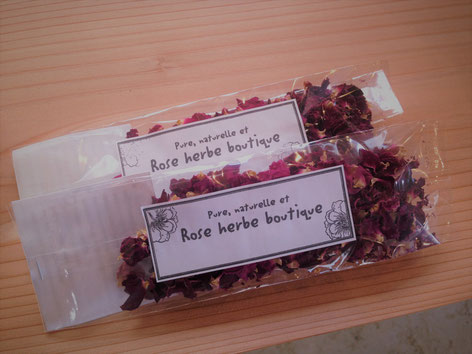 Pure, naturelle et
Rose herbe boutique
Pure, naturelle et
Rose herbe boutique